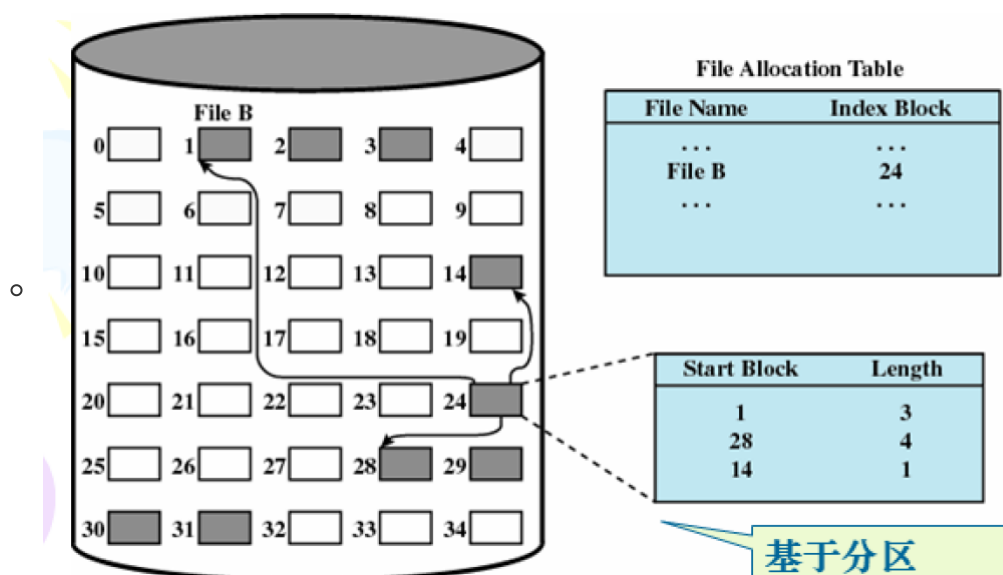 File B
0 1 2 3 4
5 6 7 8 9
10 11 12 13 14
15 16 17 18 19
20 21 22 23 24
25 26 27 28 29
30 31 32 33 34
File Allocation Table
File Name Index Block
... ...
File B 24
... ...
Start Block Length
1 3
28 4
14 1
基于分区
。